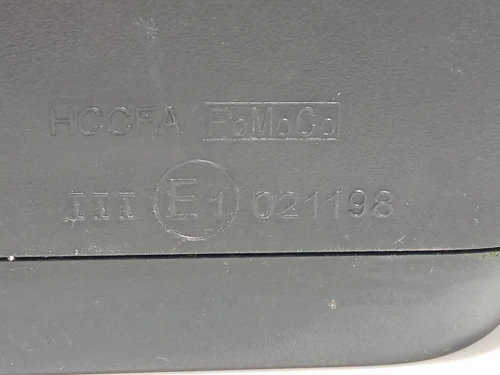 HCCFA FoMoCo
III E1 021198